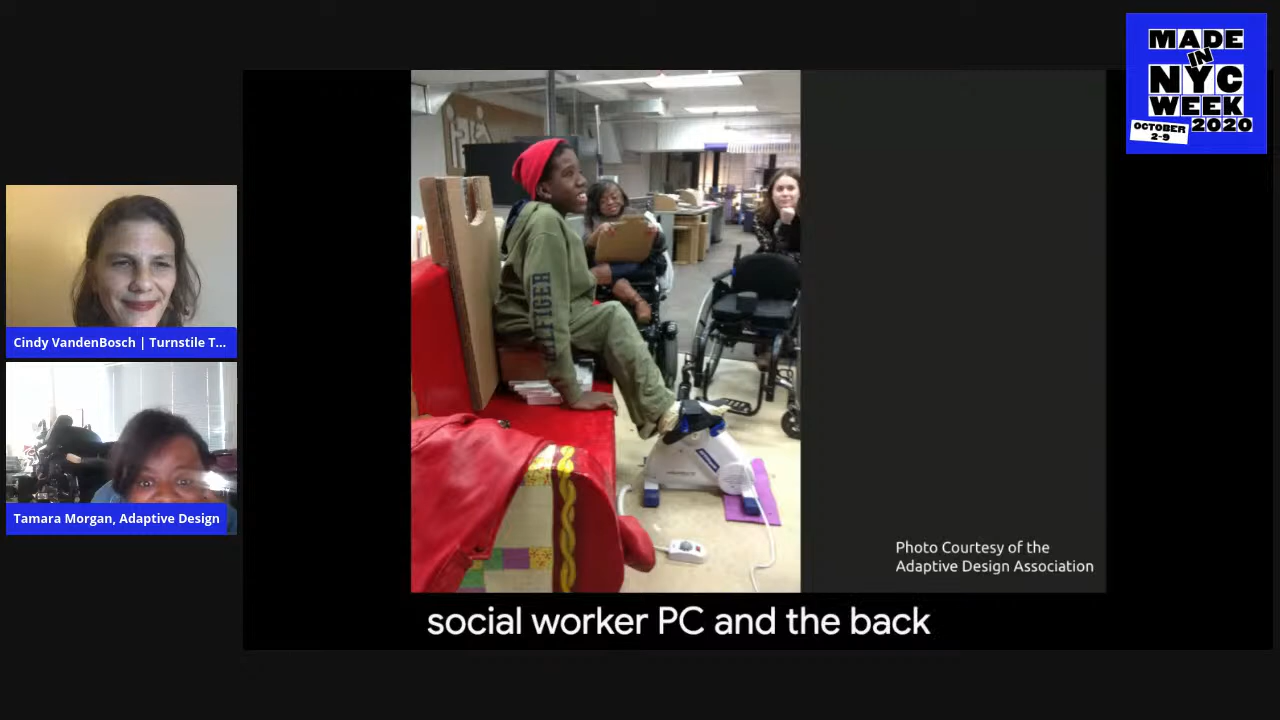 MADE
IN
NYC
WEEK
OCTOBER
2-9
2020
Cindy VandenBosch | Turnstile T...
Tamara Morgan, Adaptive Design
Photo Courtesy of the
Adaptive Design Association
social worker PC and the back